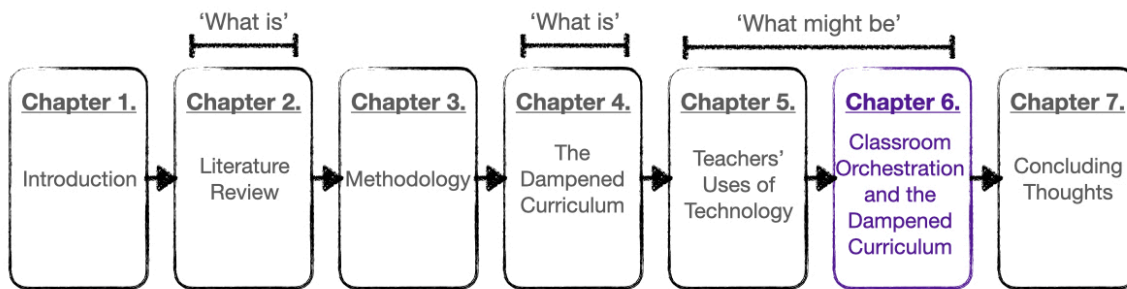 ‘What is’
‘What is’
‘What might be’
Chapter 1.
Introduction
Chapter 2.
Literature
Review
Chapter 3.
Methodology
Chapter 4.
The
Dampened
Curriculum
Chapter 5.
Teachers’
Uses of
Technology
Chapter 6.
Classroom
Orchestration
and the
Dampened
Curriculum
Chapter 7.
Concluding
Thoughts